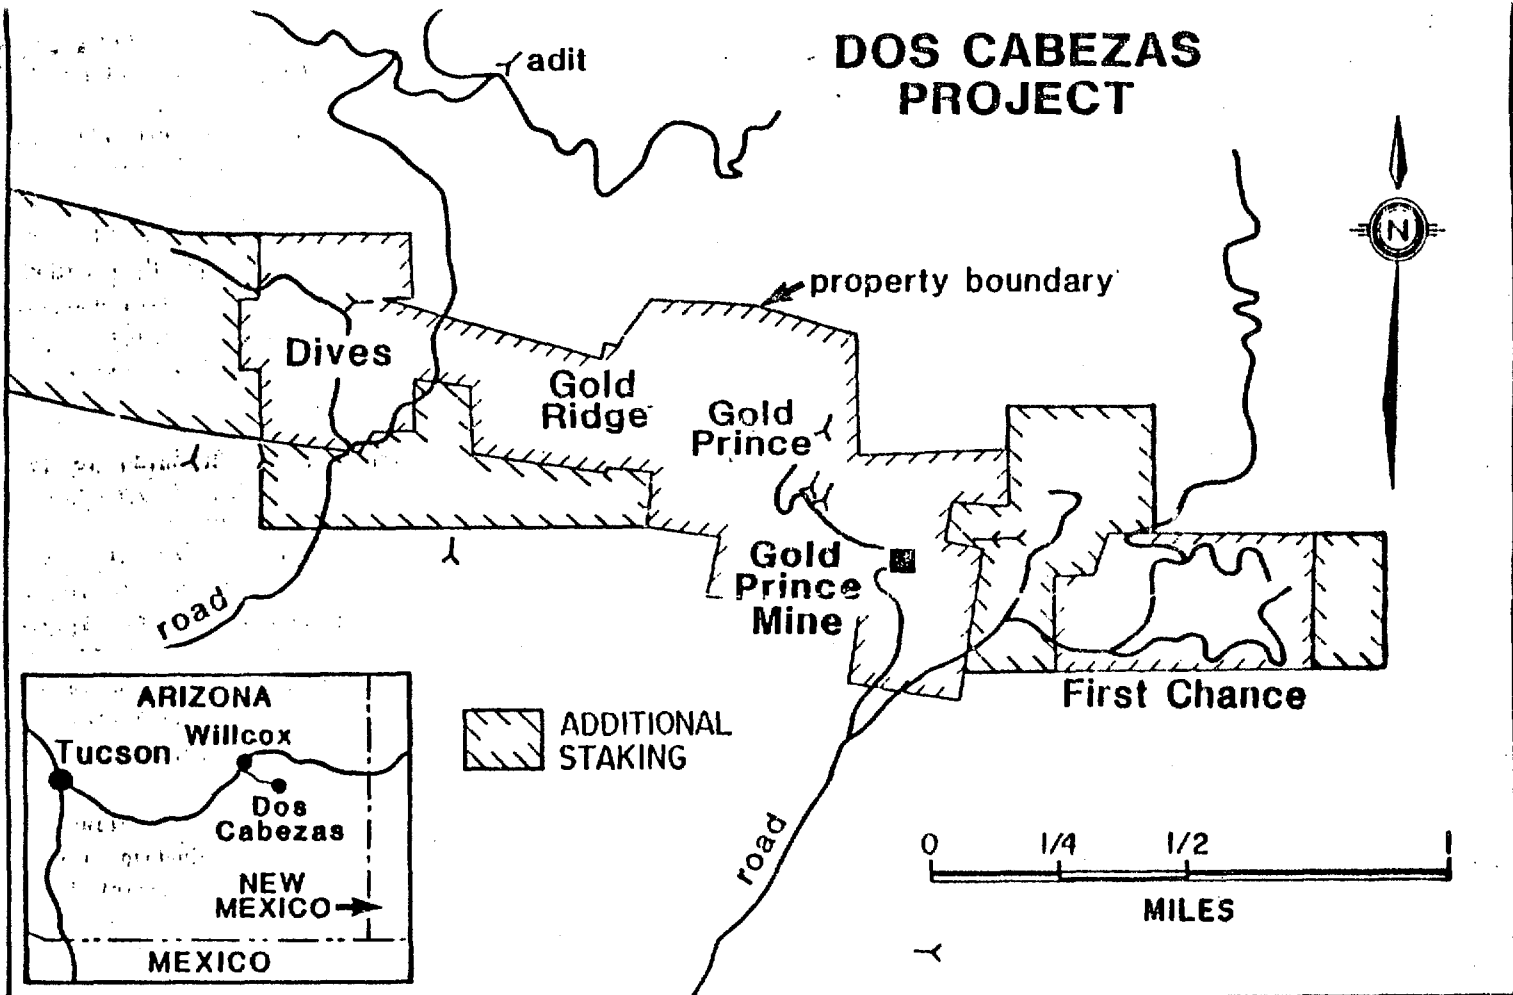 DOS CABEZAS
PROJECT
adit
N
property boundary
Dives
Gold
Ridge
Gold
Prince
Gold
Prince
Mine
First Chance
road
road
ADDITIONAL
STAKING
ARIZONA
Willcox
Tucson
Dos
Cabezas
NEW
MEXICO
MEXICO
0 1/4 1/2 1
MILES